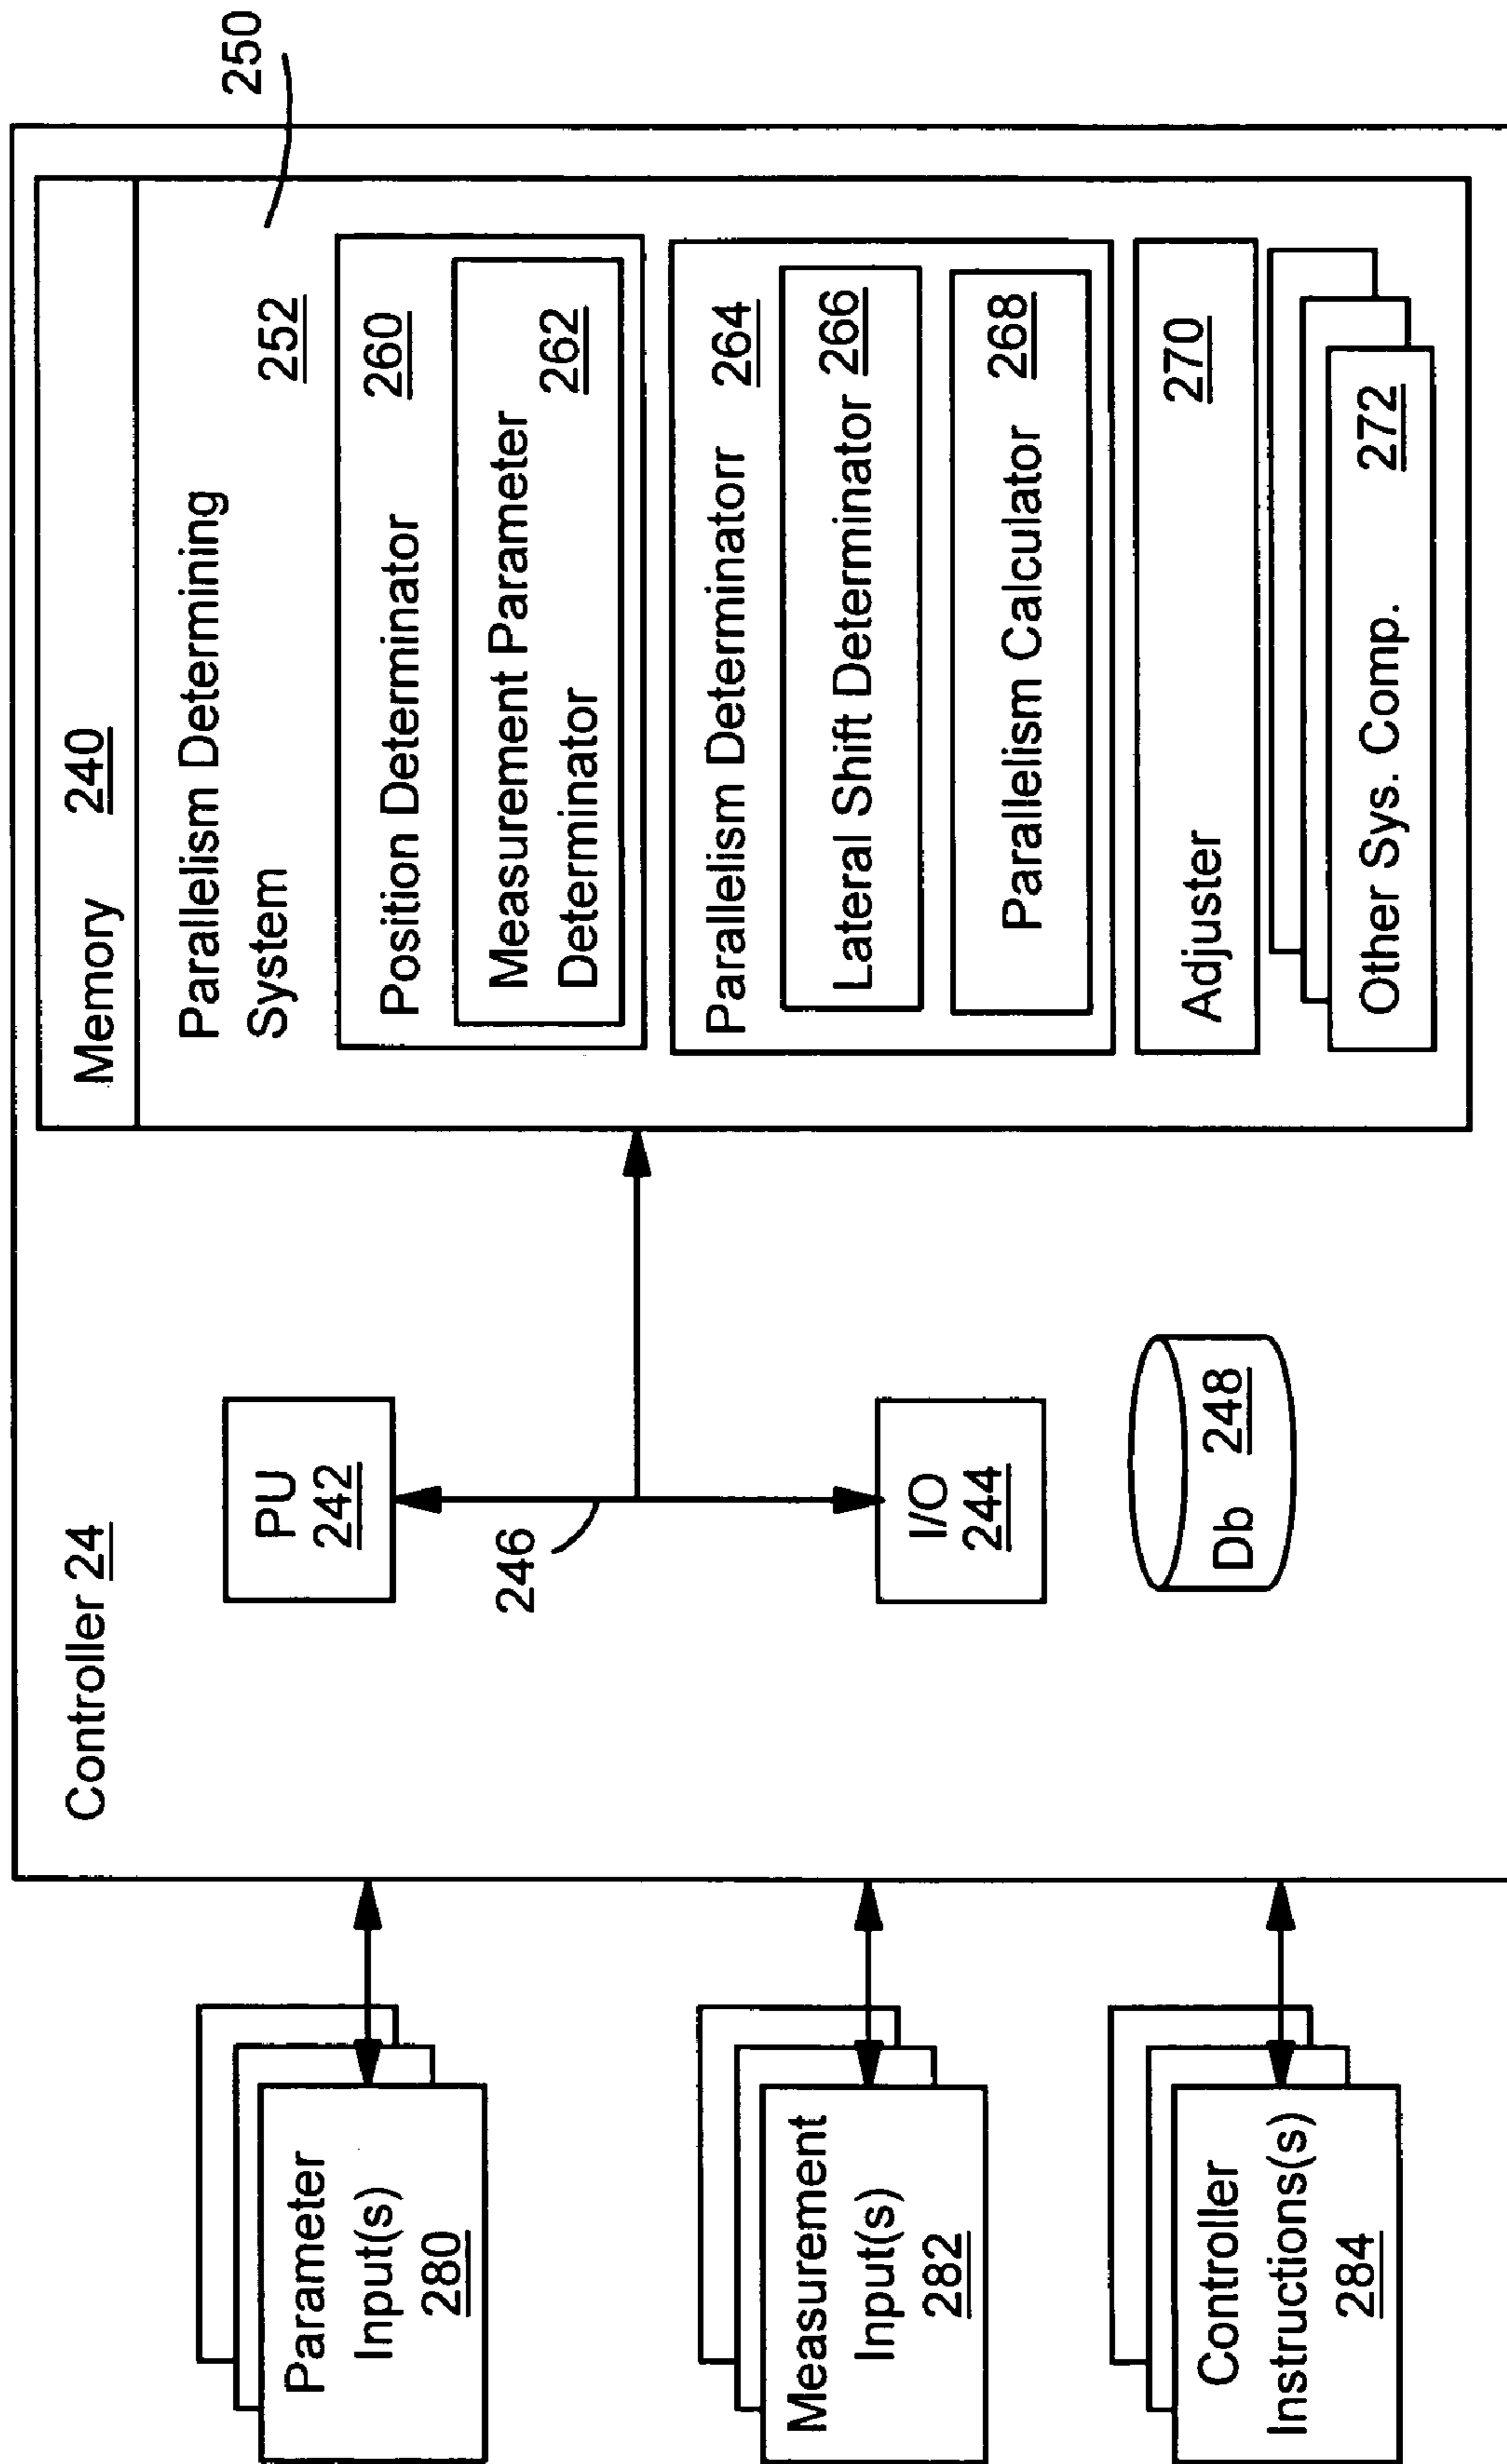 Controller 24
Memory 240
250
Parallelism Determining
System 252
Position Determinator 260
Measurement Parameter
Determinator 262
Parallelism Determinatorr 264
Lateral Shift Determinator 266
Parallelism Calculator 268
Adjuster 270
Other Sys. Comp. 272
PU
242
246
I/O
244
Db 248
Parameter
Input(s)
280
Measurement
Input(s)
282
Controller
Instructions(s)
284